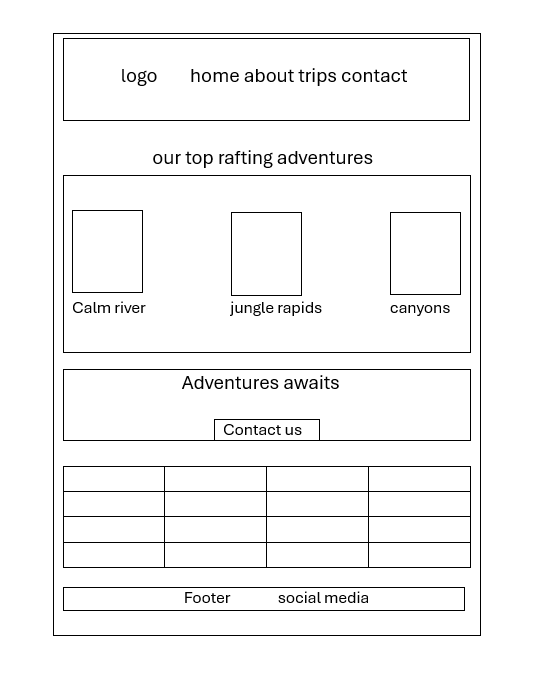 logo home about trips contact
our top rafting adventures
Calm river jungle rapids canyons
Adventures awaits
Contact us
Footer social media